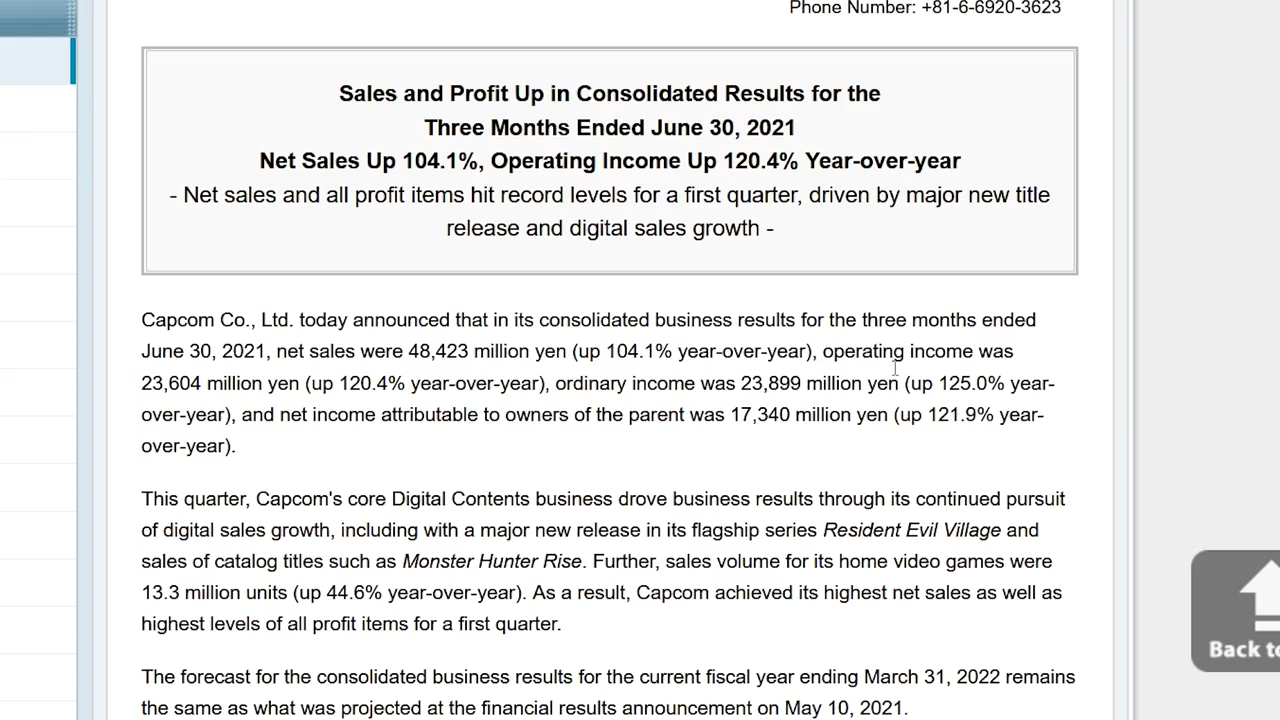 Phone Number: +81-6-6920-3623
Sales and Profit Up in Consolidated Results for the
Three Months Ended June 30, 2021
Net Sales Up 104.1%, Operating Income Up 120.4% Year-over-year
- Net sales and all profit items hit record levels for a first quarter, driven by major new title
release and digital sales growth -
Capcom Co., Ltd. today announced that in its consolidated business results for the three months ended
June 30, 2021, net sales were 48,423 million yen (up 104.1% year-over-year), operating income was
23,604 million yen (up 120.4% year-over-year), ordinary income was 23,899 million yen (up 125.0% year-
over-year), and net income attributable to owners of the parent was 17,340 million yen (up 121.9% year-
over-year).
This quarter, Capcom's core Digital Contents business drove business results through its continued pursuit
of digital sales growth, including with a major new release in its flagship series Resident Evil Village and
sales of catalog titles such as Monster Hunter Rise. Further, sales volume for its home video games were
13.3 million units (up 44.6% year-over-year). As a result, Capcom achieved its highest net sales as well as
highest levels of all profit items for a first quarter.
The forecast for the consolidated business results for the current fiscal year ending March 31, 2022 remains
the same as what was projected at the financial results announcement on May 10, 2021.
Back to